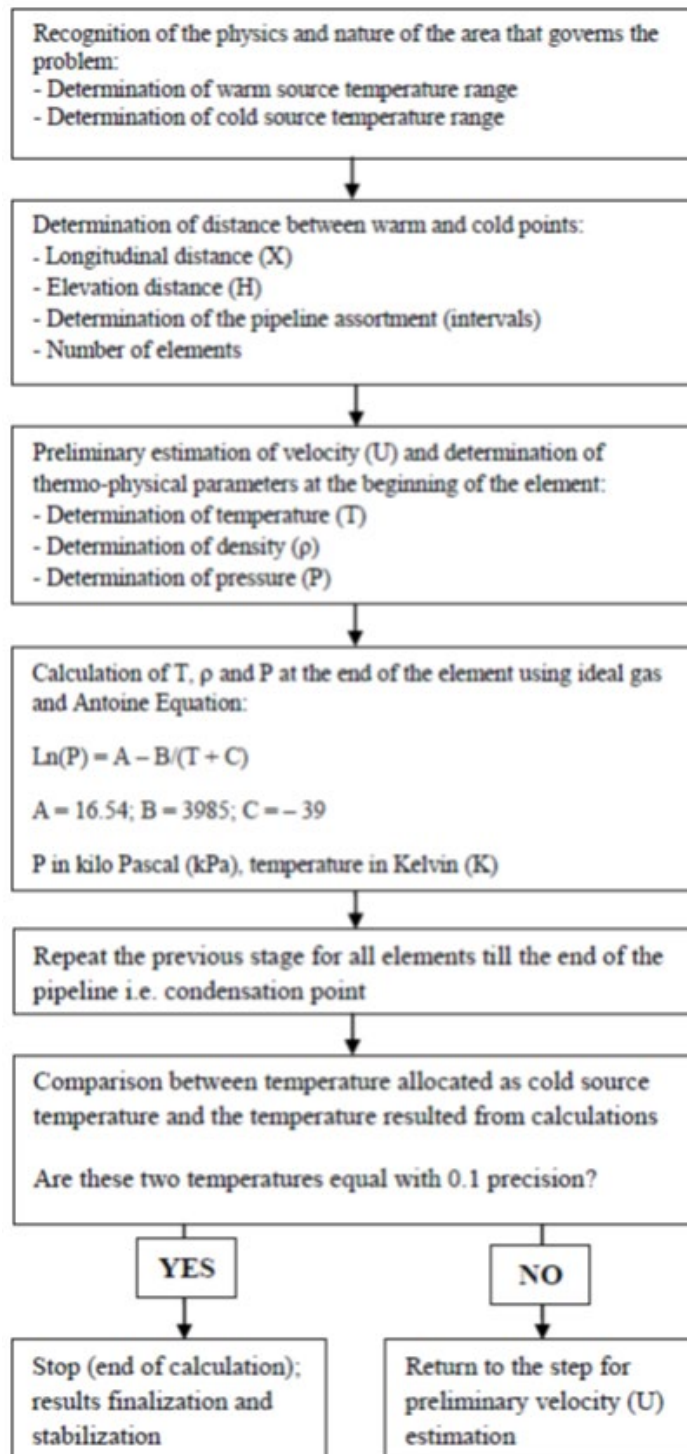 Recognition of the physics and nature of the area that governs the
problem:
- Determination of warm source temperature range
- Determination of cold source temperature range
Determination of distance between warm and cold points:
- Longitudinal distance (X)
- Elevation distance (H)
- Determination of the pipeline assortment (intervals)
- Number of elements
Preliminary estimation of velocity (U) and determination of
thermo-physical parameters at the beginning of the element:
- Determination of temperature (T)
- Determination of density (ρ)
- Determination of pressure (P)
Calculation of T, ρ and P at the end of the element using ideal gas
and Antoine Equation:
Ln(P) = A – B/(T + C)
A = 16.54; B = 3985; C = – 39
P in kilo Pascal (kPa), temperature in Kelvin (K)
Repeat the previous stage for all elements till the end of the
pipeline i.e. condensation point
Comparison between temperature allocated as cold source
temperature and the temperature resulted from calculations
Are these two temperatures equal with 0.1 precision?
YES
NO
Stop (end of calculation);
results finalization and
stabilization
Return to the step for
preliminary velocity (U)
estimation